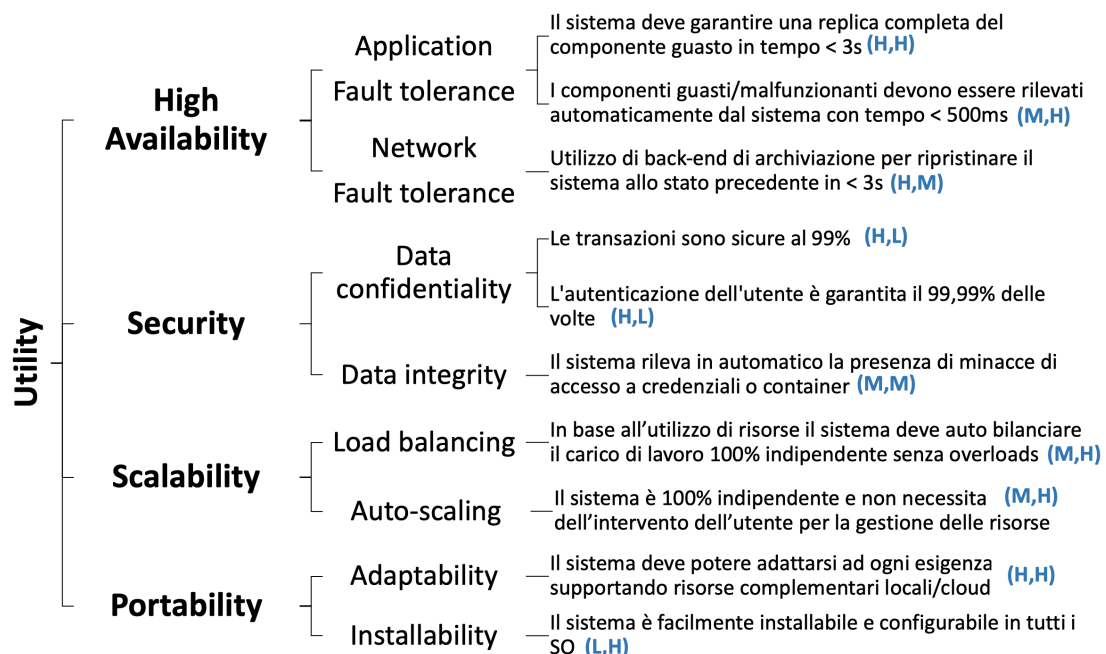 Utility
High
Availability
Application
Fault tolerance
Il sistema deve garantire una replica completa del
componente guasto in tempo < 3s (H,H)
I componenti guasti/malfunzionanti devono essere rilevati
automaticamente dal sistema con tempo < 500ms (M,H)
Network
Fault tolerance
Utilizzo di back-end di archiviazione per ripristinare il
sistema allo stato precedente in < 3s (H,M)
Security
Data
confidentiality
Le transazioni sono sicure al 99% (H,L)
L'autenticazione dell'utente è garantita il 99,99% delle
volte (H,L)
Data integrity
Il sistema rileva in automatico la presenza di minacce di
accesso a credenziali o container (M,M)
Scalability
Load balancing
In base all’utilizzo di risorse il sistema deve auto bilanciare
il carico di lavoro 100% indipendente senza overloads (M,H)
Auto-scaling
Il sistema è 100% indipendente e non necessita (M,H)
dell’intervento dell’utente per la gestione delle risorse
Portability
Adaptability
Il sistema deve potere adattarsi ad ogni esigenza
supportando risorse complementari locali/cloud (H,H)
Installability
Il sistema è facilmente installabile e configurabile in tutti i
SO (L,H)